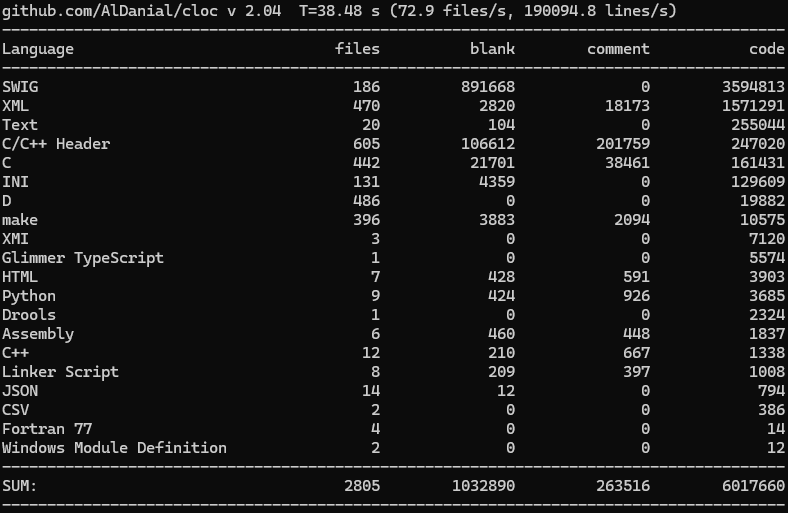 github.com/AlDanial/cloc v 2.04  T=38.48 s (72.9 files/s, 190094.8 lines/s)
Language files blank comment code
SWIG 186 891668 0 3594813
XML 470 2820 18173 1571291
Text 20 104 0 255044
C/C++ Header 605 106612 201759 247020
C 442 21701 38461 161431
INI 131 4359 0 129609
D 486 0 0 19882
make 396 3883 2094 10575
XMI 3 0 0 7120
Glimmer TypeScript 1 0 0 5574
HTML 7 428 591 3903
Python 9 424 926 3685
Drools 1 0 0 2324
Assembly 6 460 448 1837
C++ 12 210 667 1338
Linker Script 8 209 397 1008
JSON 14 12 0 794
CSV 2 0 0 386
Fortran 77 4 0 0 14
Windows Module Definition 2 0 0 12
SUM: 2805 1032890 263516 6017660